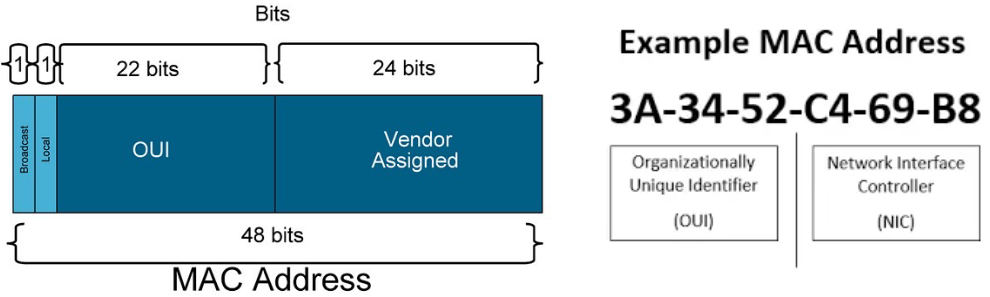 Bits
1
1
22 bits
24 bits
Broadcast
Local
OUI
Vendor
Assigned
48 bits
MAC Address
Example MAC Address
3A-34-52-C4-69-B8
Organizationally
Unique Identifier
(OUI)
Network Interface
Controller
(NIC)